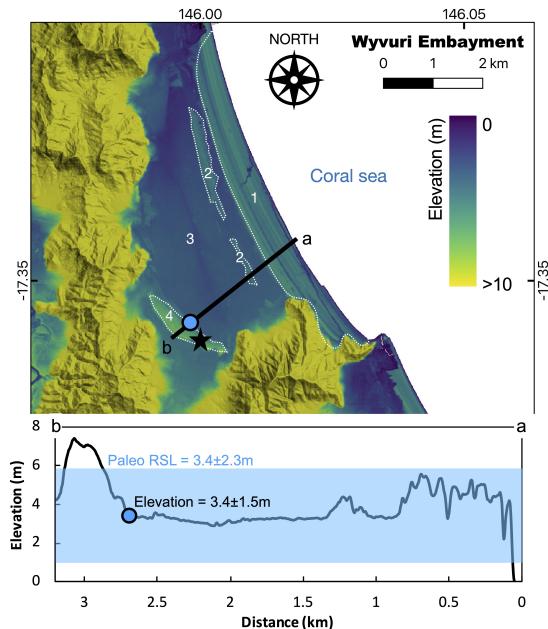 146.00
146.05
NORTH
Wyvuri Embayment
0 1 2 km
Elevation (m)
0
>10
Coral sea
-17.35
-17.35
1
2
3
2
a
4
b
b
a
Paleo RSL = 3.4±2.3m
Elevation = 3.4±1.5m
Elevation (m)
8
6
4
2
0
3 2.5 2 1.5 1 0.5 0
Distance (km)